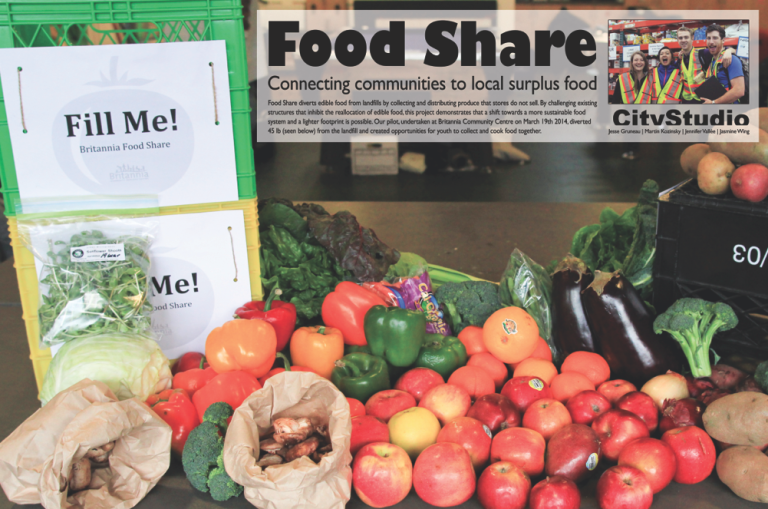 Food Share
Connecting communities to local surplus food
Food Share diverts edible food from landfills by collecting and distributing produce that stores do not sell. By challenging existing
structures that inhibit the reallocation of edible food, this project demonstrates that a shift towards a more sustainable food
system and a lighter footprint is possible. Our pilot, undertaken at Britannia Community Centre on March 19th 2014, diverted
45 lb (seen below) from the landfill and created opportunities for youth to collect and cook food together.
CityStudio
Jesse Gruneau | Martin Kusinsky | Jennifer Vallee | Jasmine Wing
Fill Me!
Britannia Food Share
Me!
ood Share
03/